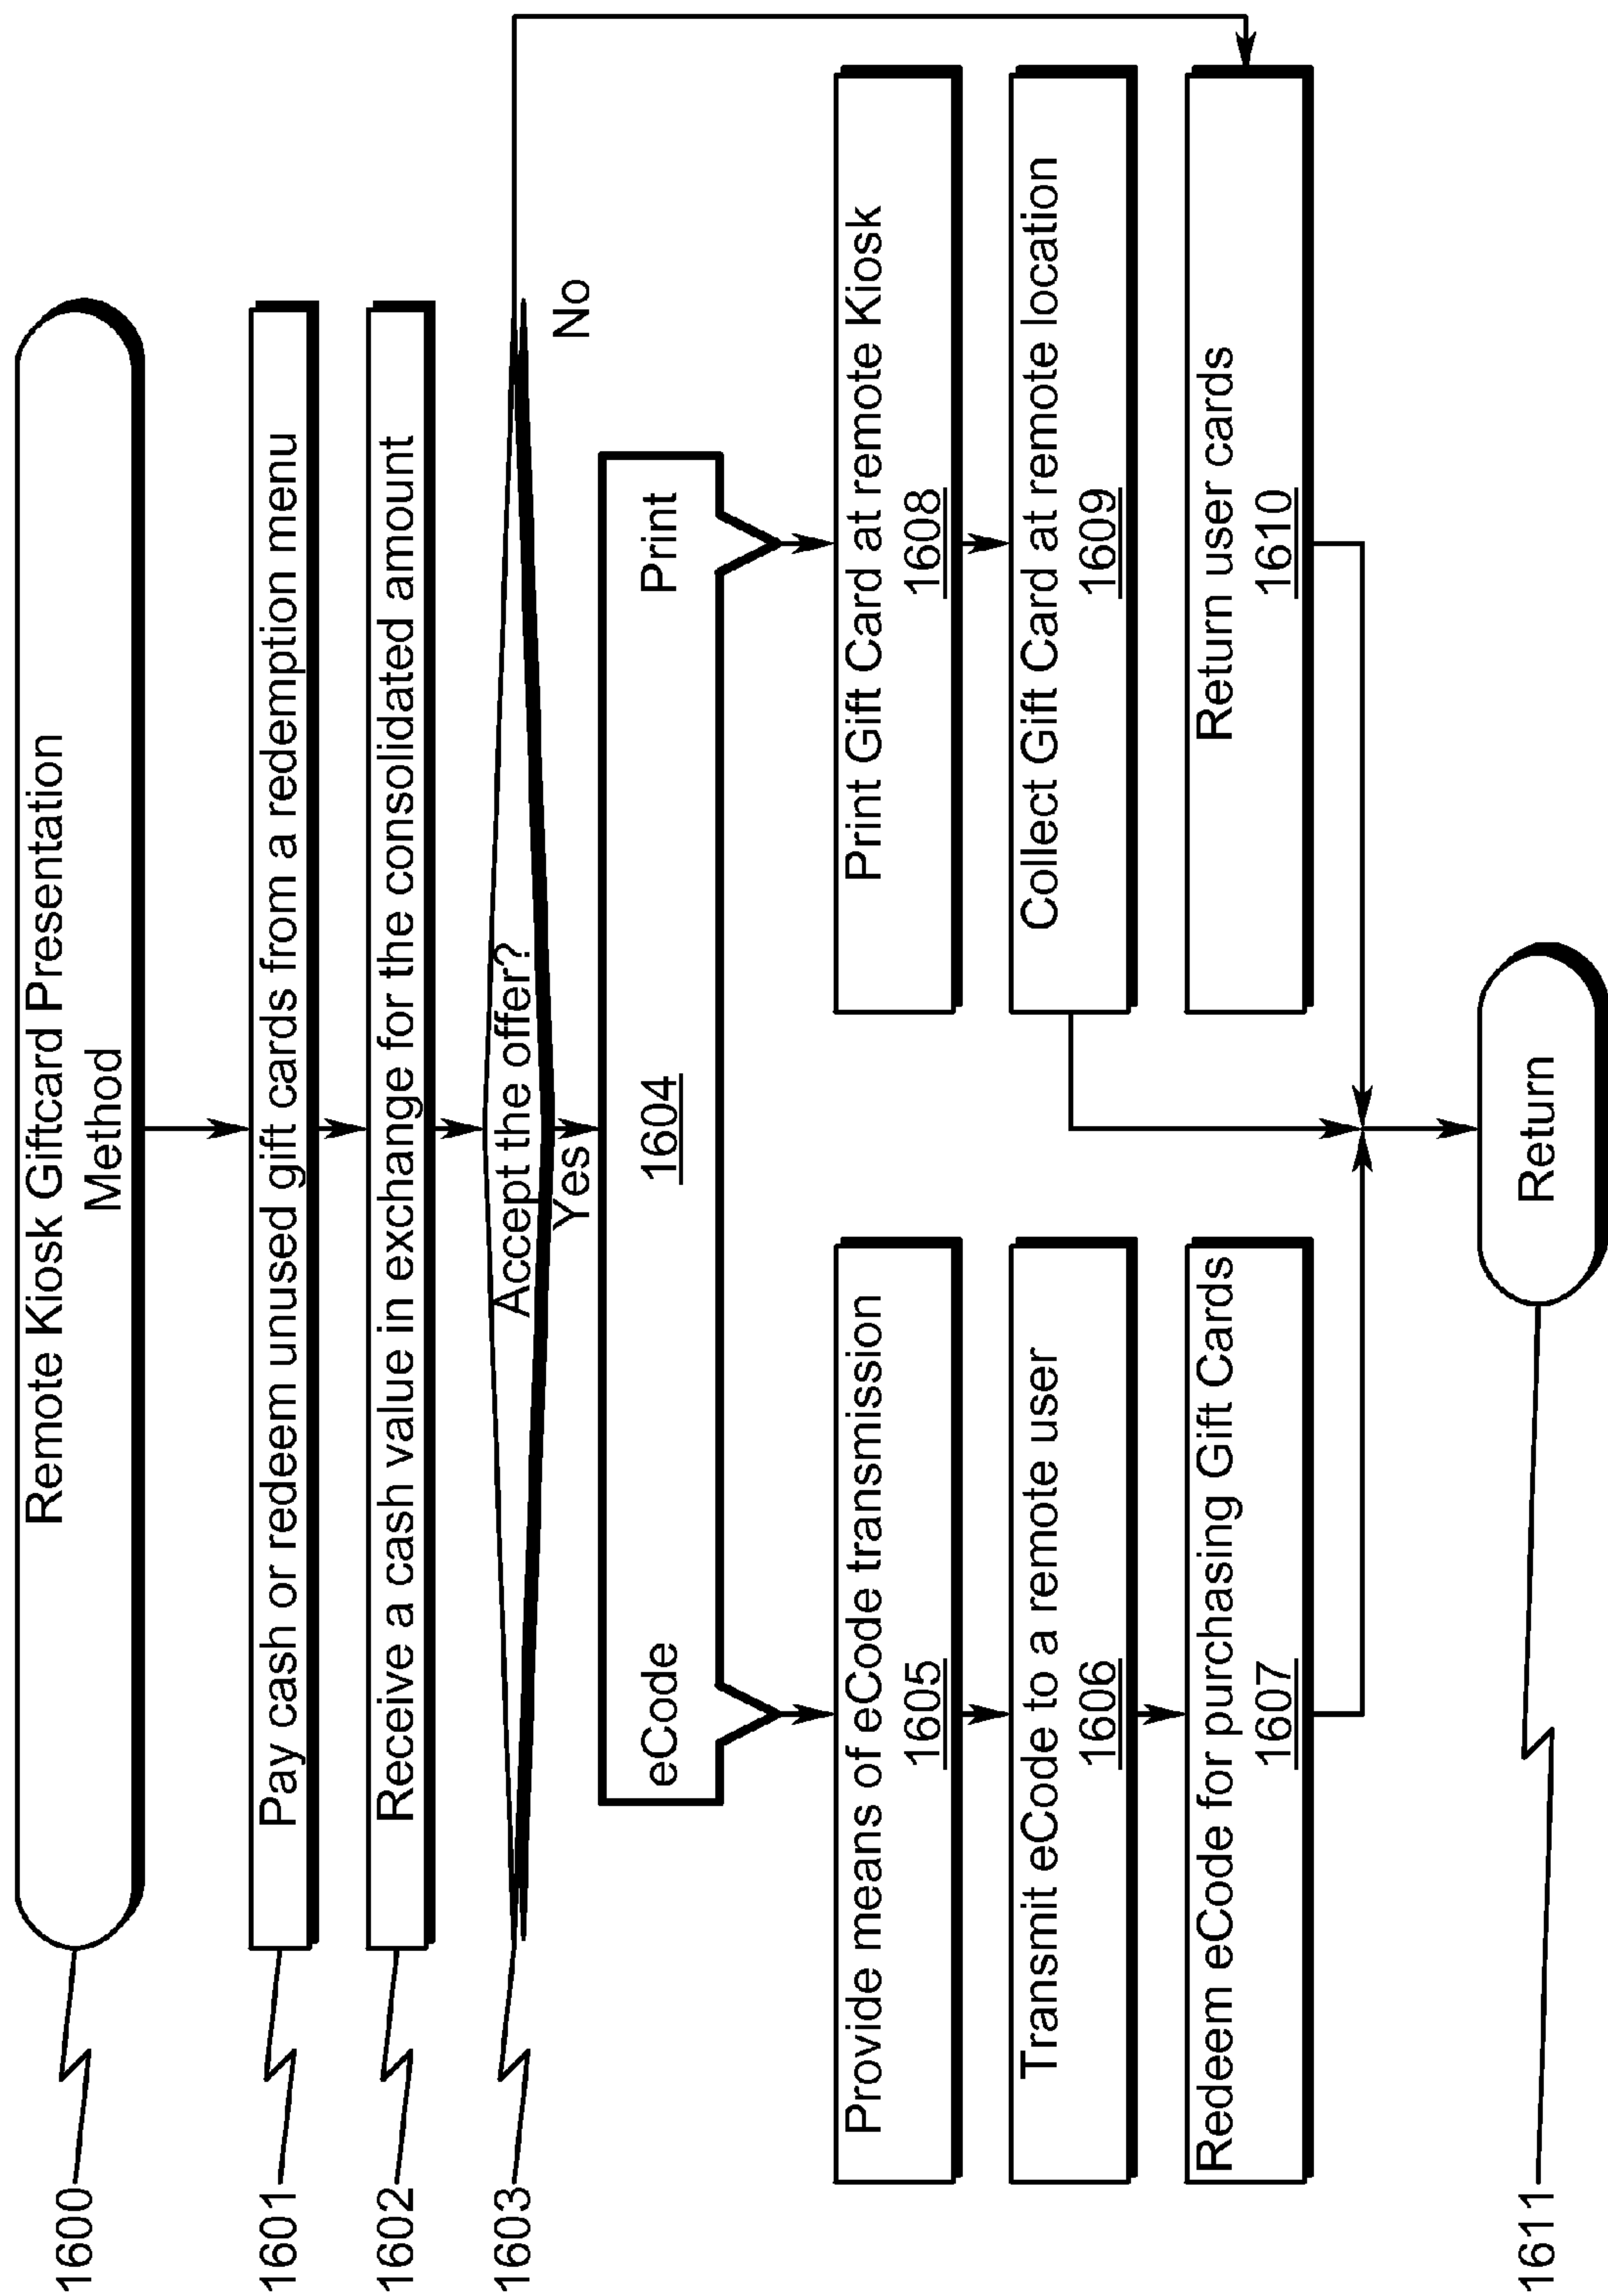 1600
Remote Kiosk Giftcard Presentation
Method
1601
Pay cash or redeem unused gift cards from a redemption menu
1602
Receive a cash value in exchange for the consolidated amount
1603
Accept the offer?
Yes
No
eCode
1604
Print
Provide means of eCode transmission
1605
Print Gift Card at remote Kiosk
1608
Transmit eCode to a remote user
1606
Collect Gift Card at remote location
1609
Redeem eCode for purchasing Gift Cards
1607
Return user cards
1610
1611
Return